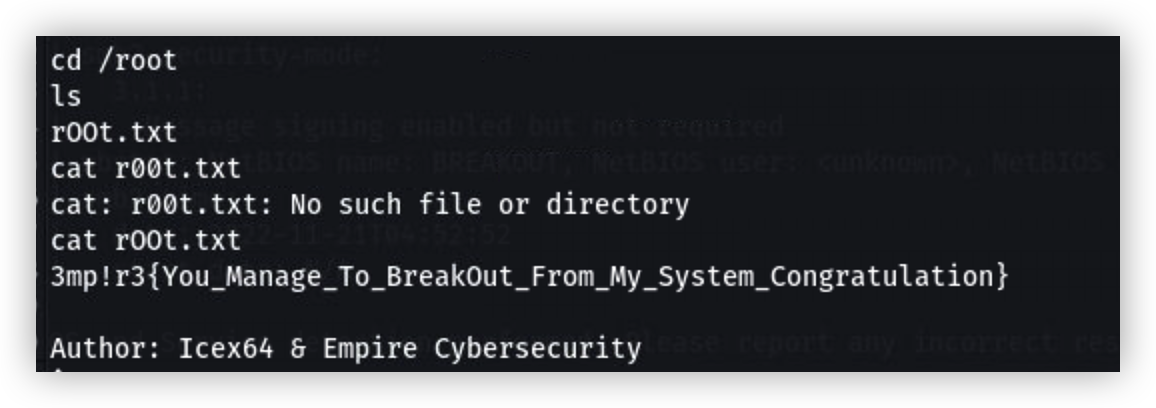 cd /root
ls
rOOt.txt
cat r00t.txt
cat: r00t.txt: No such file or directory
cat rOOt.txt
3mp!r3{You_Manage_To_BreakOut_From_My_System_Congratulation}
Author: Icex64 & Empire Cybersecurity